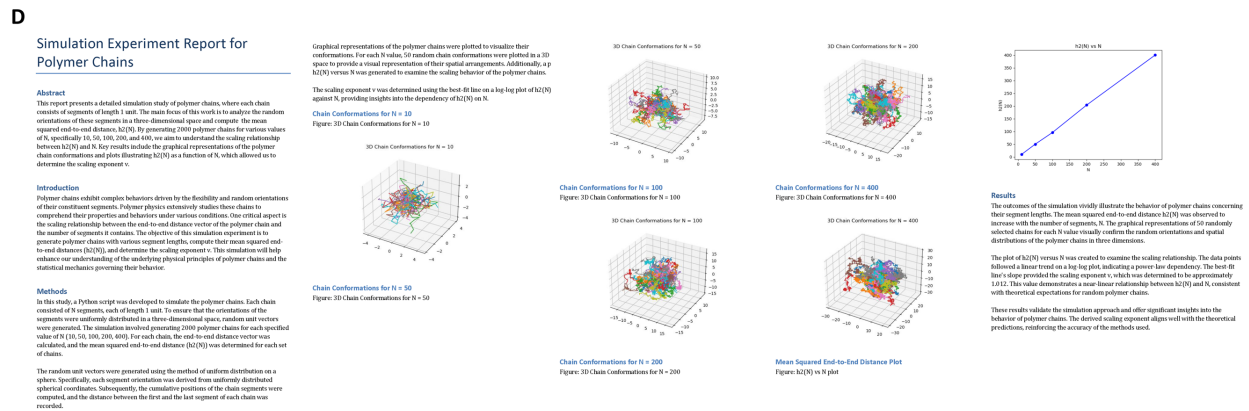 D
Simulation Experiment Report for
Polymer Chains
Abstract
This report presents a detailed simulation study of polymer chains, where each chain
consists of segments of length 1 unit. The main focus of this work is to analyze the random
orientations of these segments in a three-dimensional space and compute the mean
squared end-to-end distance, h2(N). By generating 2000 polymer chains for various values
of N, specifically 10, 50, 100, 200, and 400, we aim to understand the scaling relationship
between h2(N) and N. Key results include the graphical representations of the polymer
chain conformations and plots illustrating h2(N) as a function of N, which allowed us to
determine the scaling exponent v.
Introduction
Polymer chains exhibit complex behaviors driven by the flexibility and random orientations
of their constituent segments. Polymer physics extensively studies these chains to
comprehend their properties and behaviors under various conditions. One critical aspect is
the scaling relationship between the end-to-end distance vector of the polymer chain and
the number of segments it contains. The objective of this simulation experiment is to
generate polymer chains with various segment lengths, compute their mean squared end-
to-end distances (h2(N)), and determine the scaling exponent v. This simulation will help
enhance our understanding of the underlying physical principles of polymer chains and the
statistical mechanics governing their behavior.
Methods
In this study, a Python script was developed to simulate the polymer chains. Each chain
consisted of N segments, each of length 1 unit. To ensure that the orientations of the
segments were uniformly distributed in a three-dimensional space, random unit vectors
were generated. The simulation involved generating 2000 polymer chains for each specified
value of N (10, 50, 100, 200, 400). For each chain, the end-to-end distance vector was
calculated, and the mean squared end-to-end distance (h2(N)) was determined for each set
of chains.
The random unit vectors were generated using the method of uniform distribution on a
sphere. Specifically, each segment orientation was derived from uniformly distributed
spherical coordinates. Subsequently, the cumulative positions of the chain segments were
computed, and the distance between the first and the last segment of each chain was
recorded.
Graphical representations of the polymer chains were plotted to visualize their
conformations. For each N value, 50 random chain conformations were plotted in a 3D
space to provide a visual representation of their spatial arrangements. Additionally, a p
h2(N) versus N was generated to examine the scaling behavior of the polymer chains.
The scaling exponent v was determined using the best-fit line on a log-log plot of h2(N)
against N, providing insights into the dependency of h2(N) on N.
Chain Conformations for N = 10
Figure: 3D Chain Conformations for N = 10
3D Chain Conformations for N = 10
Chain Conformations for N = 50
Figure: 3D Chain Conformations for N = 50
3D Chain Conformations for N = 50
Chain Conformations for N = 100
Figure: 3D Chain Conformations for N = 100
3D Chain Conformations for N = 100
Chain Conformations for N = 200
Figure: 3D Chain Conformations for N = 200
3D Chain Conformations for N = 200
Chain Conformations for N = 400
Figure: 3D Chain Conformations for N = 400
3D Chain Conformations for N = 400
Mean Squared End-to-End Distance Plot
Figure: h2(N) vs N plot
h2(N) vs N
400
350
300
250
200
150
100
50
0
h2(N)
0 50 100 150 200 250 300 350 400
N
Results
The outcomes of the simulation vividly illustrate the behavior of polymer chains concerning
their segment lengths. The mean squared end-to-end distance h2(N) was observed to
increase with the number of segments, N. The graphical representations of 50 randomly
selected chains for each N value visually confirm the random orientations and spatial
distributions of the polymer chains in three dimensions.
The plot of h2(N) versus N was created to examine the scaling relationship. The data points
followed a linear trend on a log-log plot, indicating a power-law dependency. The best-fit
line's slope provided the scaling exponent v, which was determined to be approximately
1.012. This value demonstrates a near-linear relationship between h2(N) and N, consistent
with theoretical expectations for random polymer chains.
These results validate the simulation approach and offer significant insights into the
behavior of polymer chains. The derived scaling exponent aligns well with the theoretical
predictions, reinforcing the accuracy of the methods used.